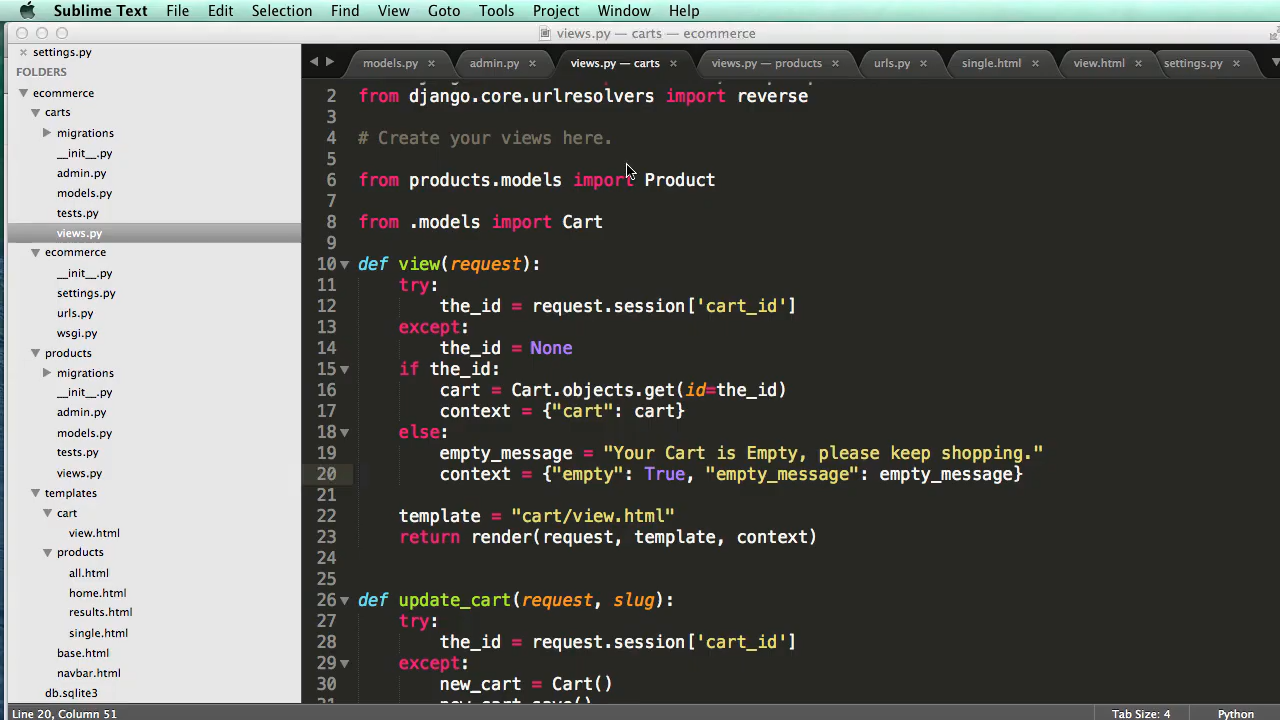 Sublime Text File Edit Selection Find View Goto Tools Project Window Help
views.py — carts — ecommerce
settings.py
FOLDERS
ecommerce
carts
migrations
__init__.py
admin.py
models.py
tests.py
views.py
ecommerce
__init__.py
settings.py
urls.py
wsgi.py
products
migrations
__init__.py
admin.py
models.py
tests.py
views.py
templates
cart
view.html
products
all.html
home.html
results.html
single.html
base.html
navbar.html
db.sqlite3
models.py admin.py views.py — carts views.py — products urls.py single.html view.html settings.py
2 from django.core.urlresolvers import reverse
3
4 # Create your views here.
5
6 from products.models import Product
7
8 from .models import Cart
9
10 def view(request):
11 try:
12 the_id = request.session['cart_id']
13 except:
14 the_id = None
15 if the_id:
16 cart = Cart.objects.get(id=the_id)
17 context = {"cart": cart}
18 else:
19 empty_message = "Your Cart is Empty, please keep shopping."
20 context = {"empty": True, "empty_message": empty_message}
21
22 template = "cart/view.html"
23 return render(request, template, context)
24
25
26 def update_cart(request, slug):
27 try:
28 the_id = request.session['cart_id']
29 except:
30 new_cart = Cart()
31 new_cart.save()
Line 20, Column 51 Tab Size: 4 Python